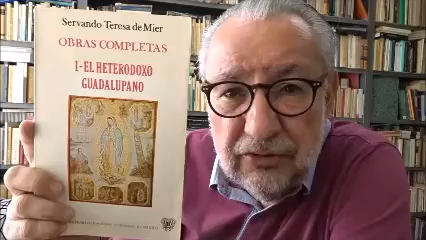 Servando Teresa de Mier
OBRAS COMPLETAS
I-EL HETERODOXO
GUADALUPANO